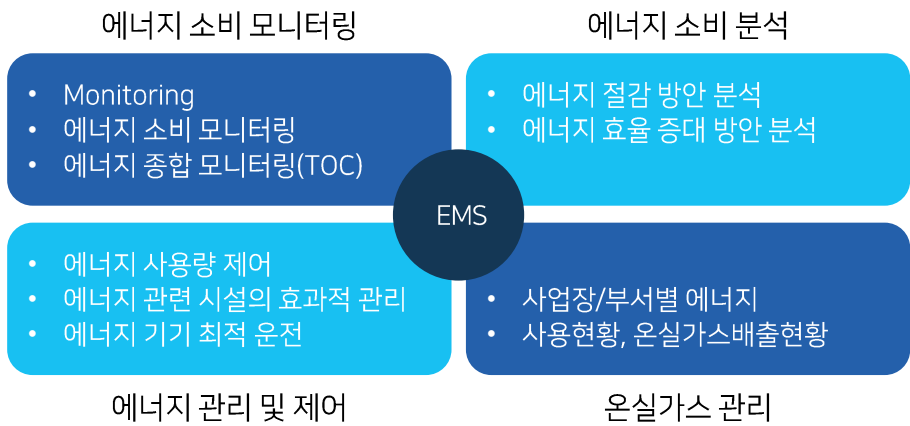 에너지 소비 모니터링
• Monitoring
• 에너지 소비 모니터링
• 에너지 종합 모니터링(TOC)
에너지 소비 분석
• 에너지 절감 방안 분석
• 에너지 효율 증대 방안 분석
EMS
• 에너지 사용량 제어
• 에너지 관련 시설의 효과적 관리
• 에너지 기기 최적 운전
에너지 관리 및 제어
• 사업장/부서별 에너지
• 사용현황, 온실가스배출현황
온실가스 관리